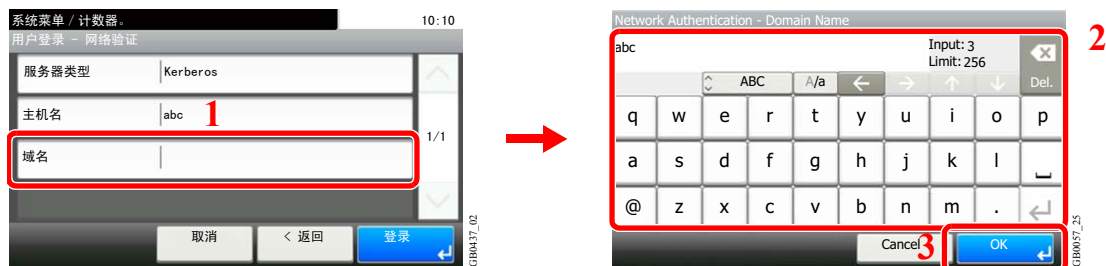 系统菜单 / 计数器。 10:10
用户登录 - 网络验证
服务器类型 Kerberos
主机名 abc 1
域名
1/1
取消 < 返回 登录
GB0437_02
Network Authentication - Domain Name
2
abc Input: 3
Limit: 256
ABC A/a Del.
q w e r t y u i o p
a s d f g h j k l
@ z x c v b n m .
Cancel 3 OK
GB0057_25